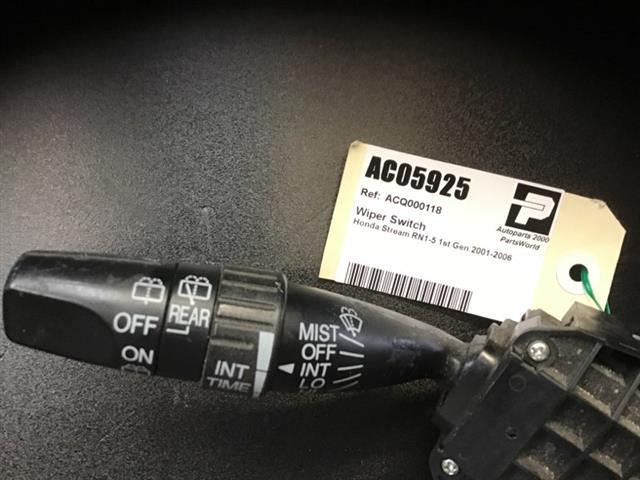 AC05925
Ref: ACQ000118
Wiper Switch
Honda Stream RN1-5 1st Gen 2001-2006
P
Autoparts 2000
PartsWorld
OFF
ON
REAR
INT
TIME
MIST
OFF
INT
LO